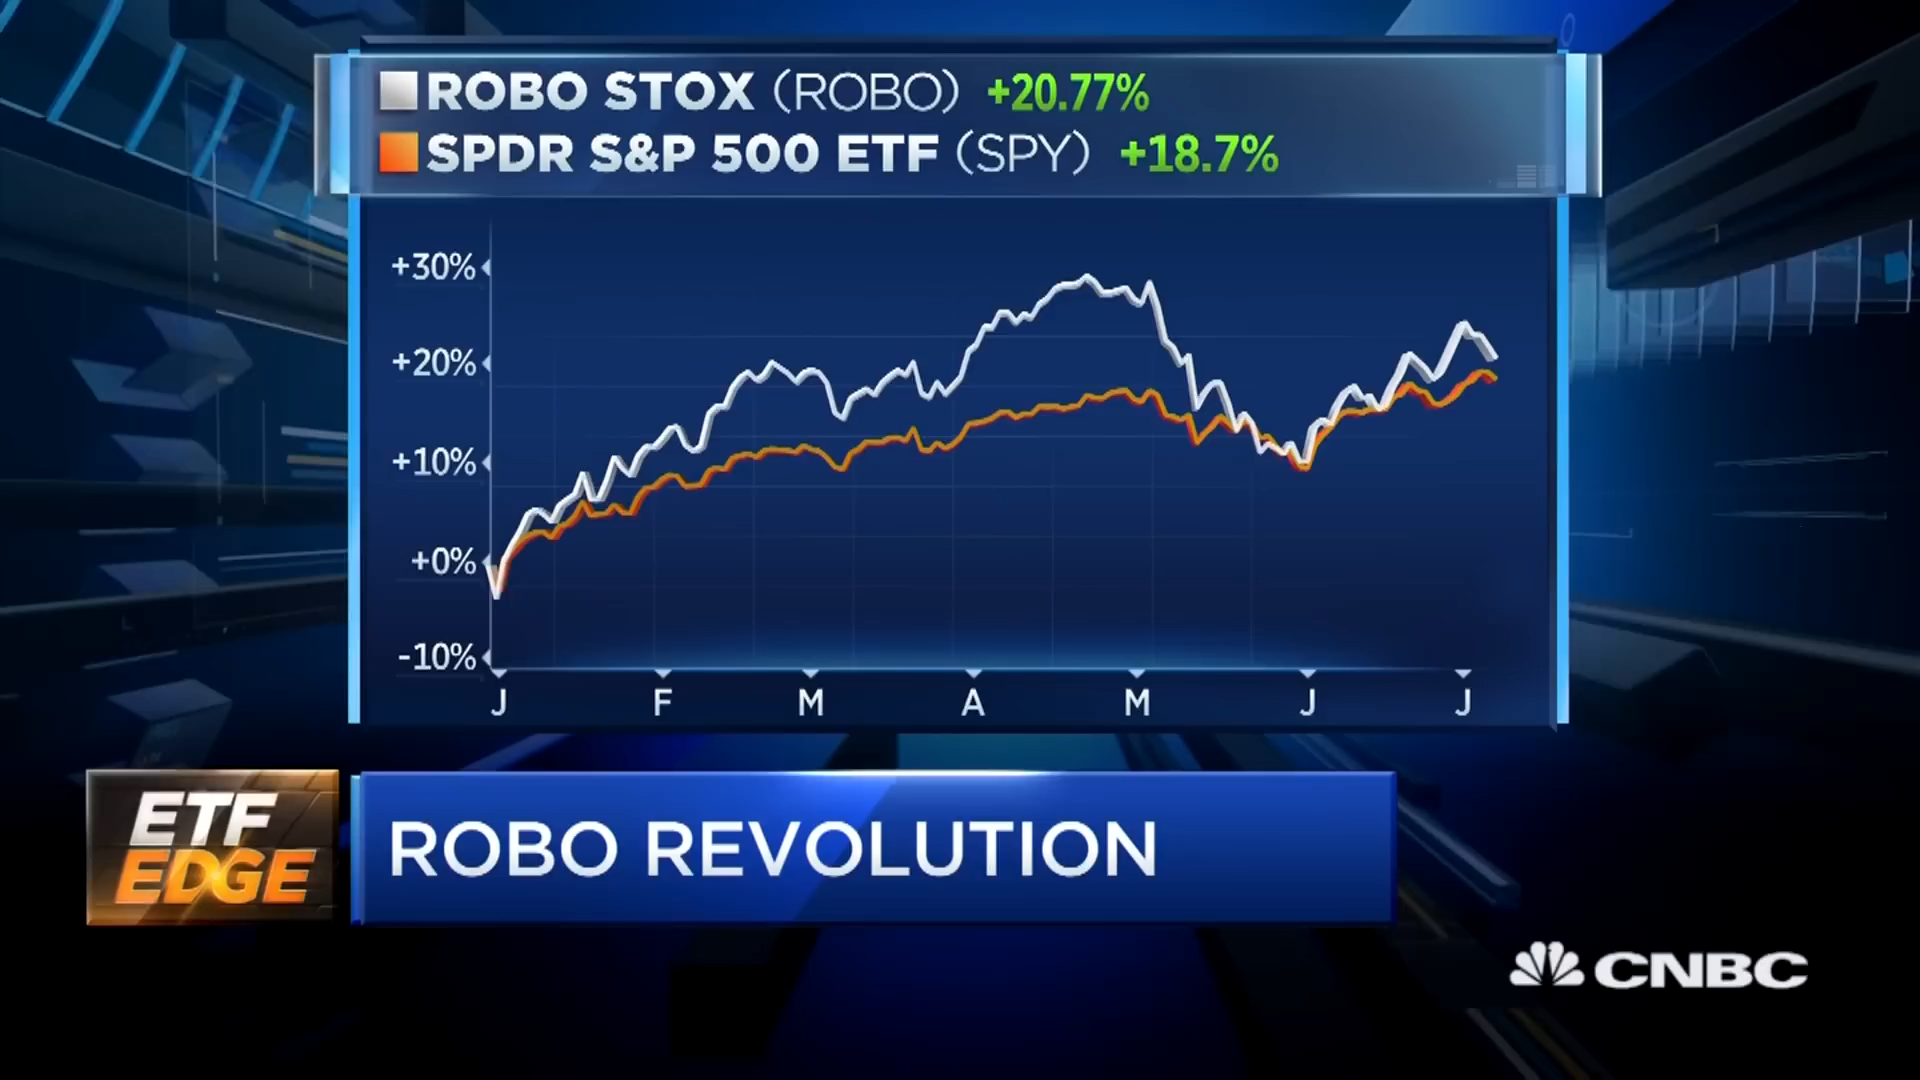 ROBO STOX (ROBO) +20.77%
SPDR S&P 500 ETF (SPY) +18.7%
+30%
+20%
+10%
+0%
-10%
J F M A M J J
ETF
EDGE
ROBO REVOLUTION
CNBC